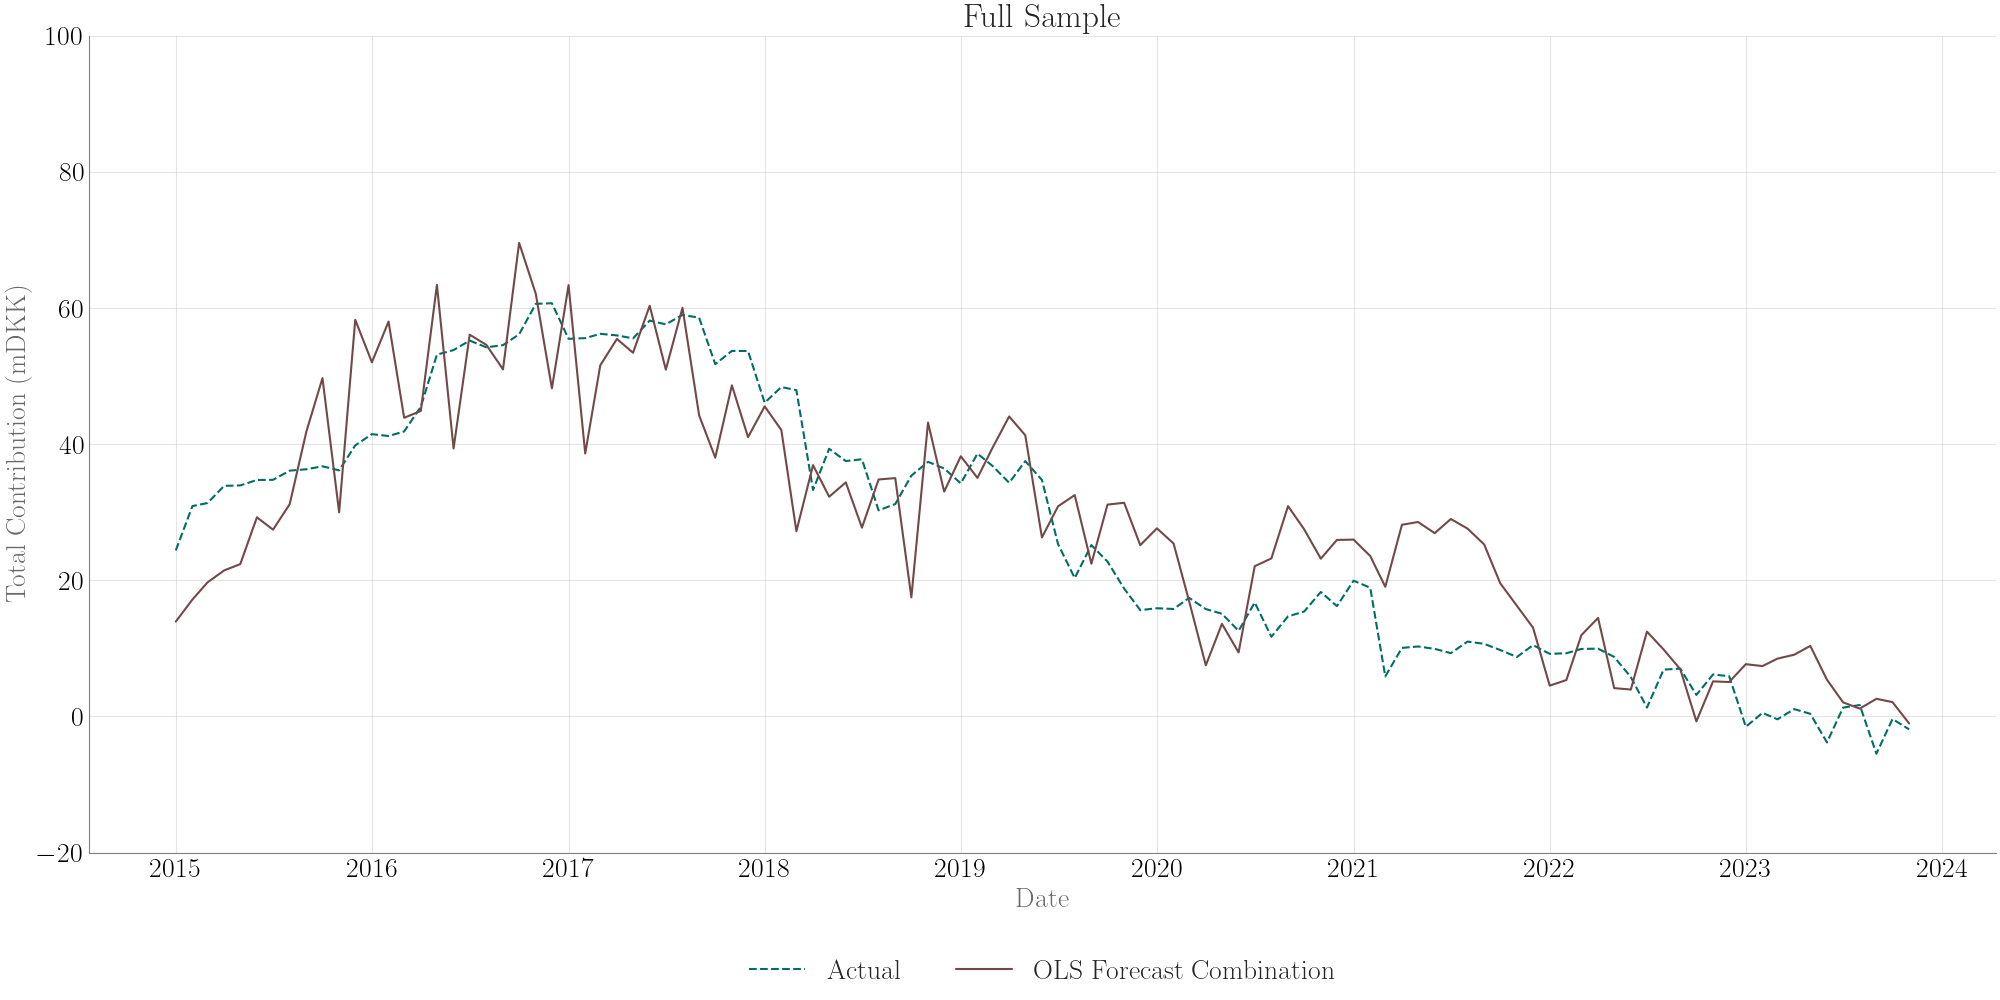 Full Sample
100
80
60
40
20
0
−20
Total Contribution (mDKK)
2015 2016 2017 2018 2019 2020 2021 2022 2023 2024
Date
Actual OLS Forecast Combination